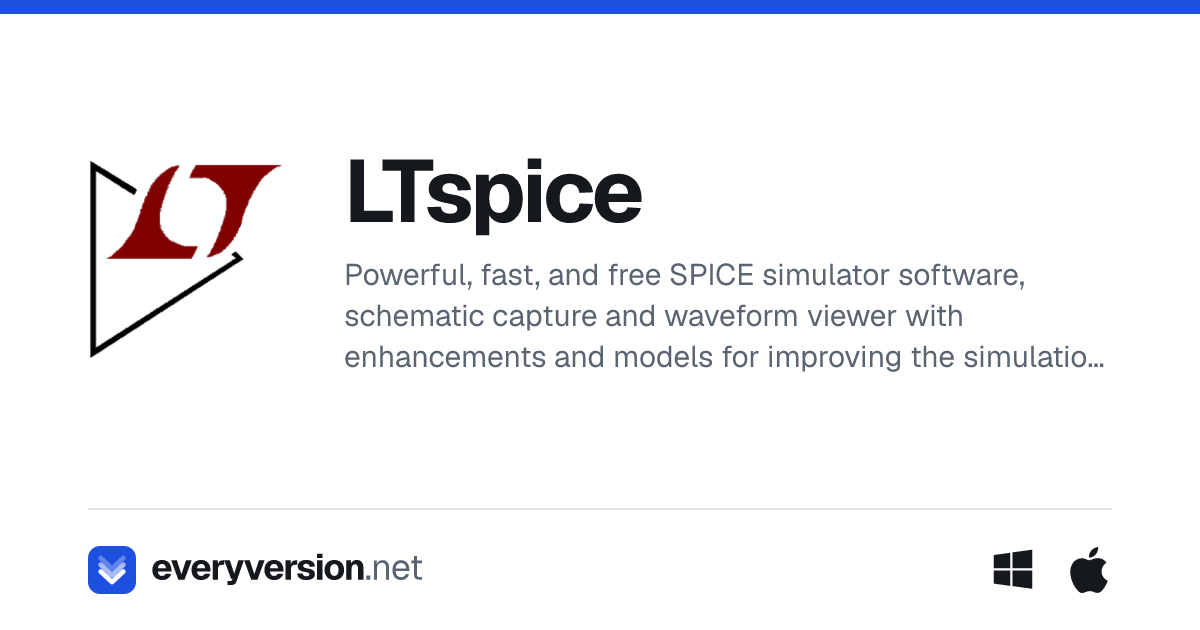 LTspice
Powerful, fast, and free SPICE simulator software,
schematic capture and waveform viewer with
enhancements and models for improving the simulatio...
everyversion.net